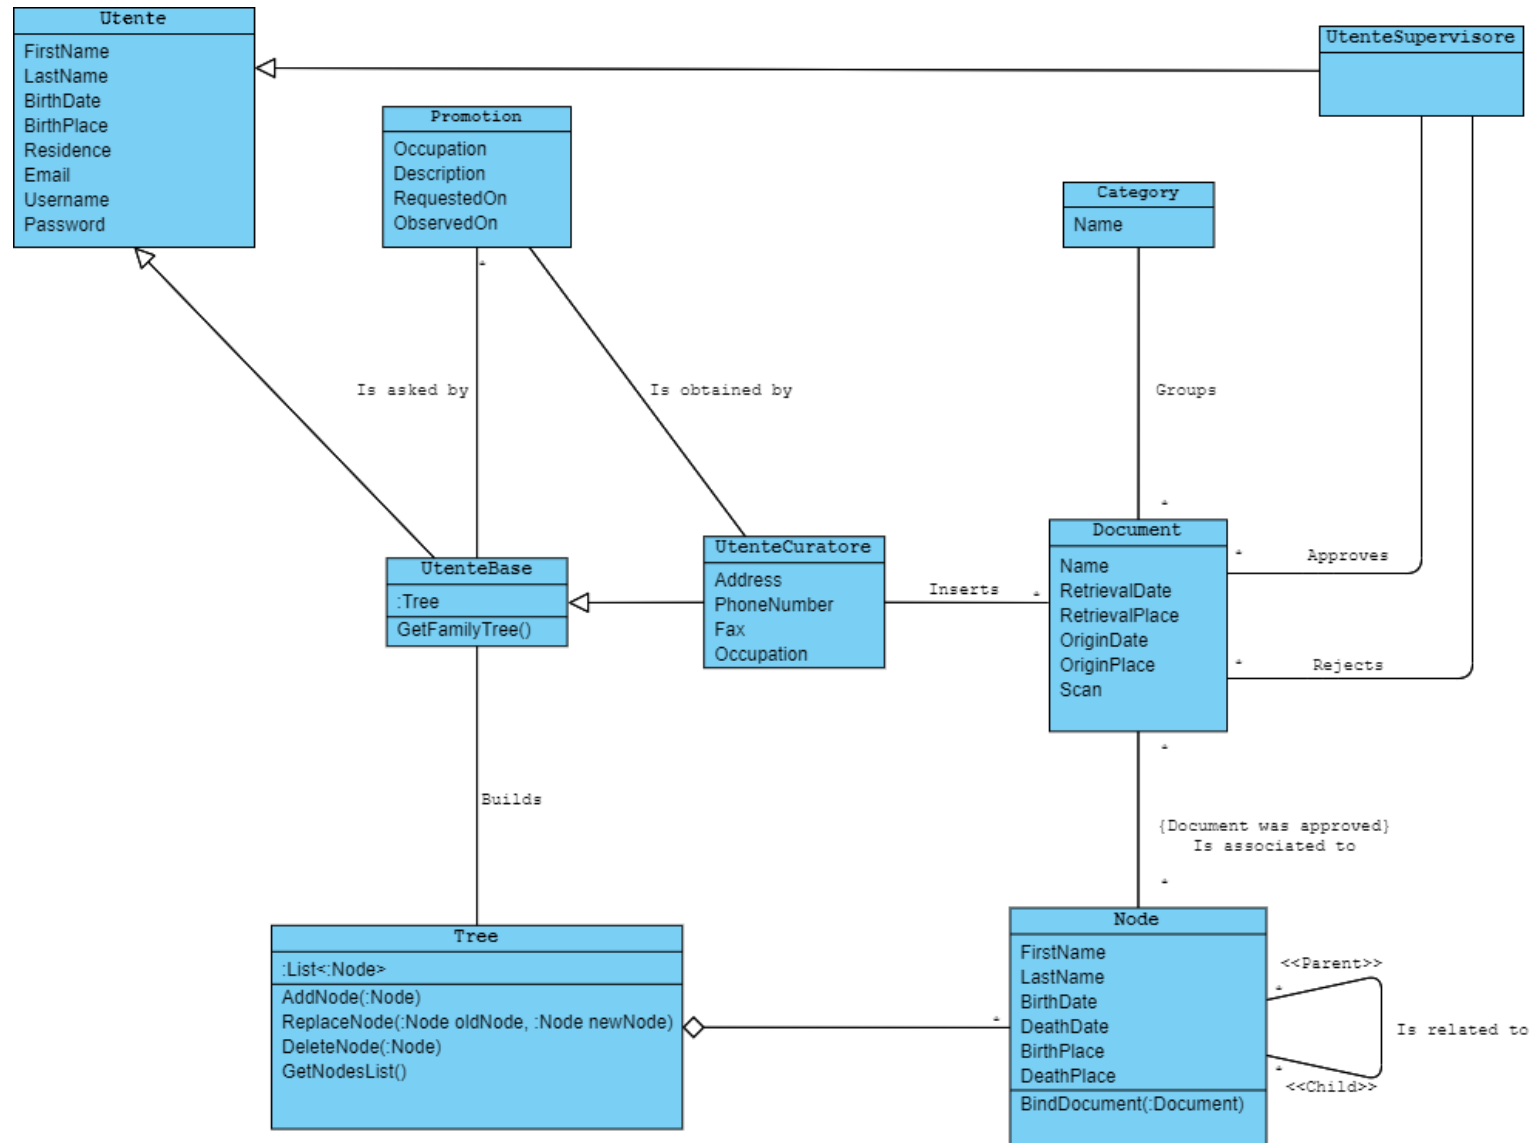 Utente
FirstName
LastName
BirthDate
BirthPlace
Residence
Email
Username
Password
UtenteSupervisore
Promotion
Occupation
Description
RequestedOn
ObservedOn
*
Category
Name
Is asked by
Is obtained by
Groups
*
UtenteBase
:Tree
GetFamilyTree()
UtenteCuratore
Address
PhoneNumber
Fax
Occupation
Inserts
*
Document
Name
RetrievalDate
RetrievalPlace
OriginDate
OriginPlace
Scan
*
Approves
*
Rejects
*
Builds
{Document was approved}
Is associated to
*
Tree
:List<:Node>
AddNode(:Node)
ReplaceNode(:Node oldNode, :Node newNode)
DeleteNode(:Node)
GetNodesList()
*
Node
FirstName
LastName
BirthDate
DeathDate
BirthPlace
DeathPlace
BindDocument(:Document)
<<Parent>>
*
Is related to
*
<<Child>>